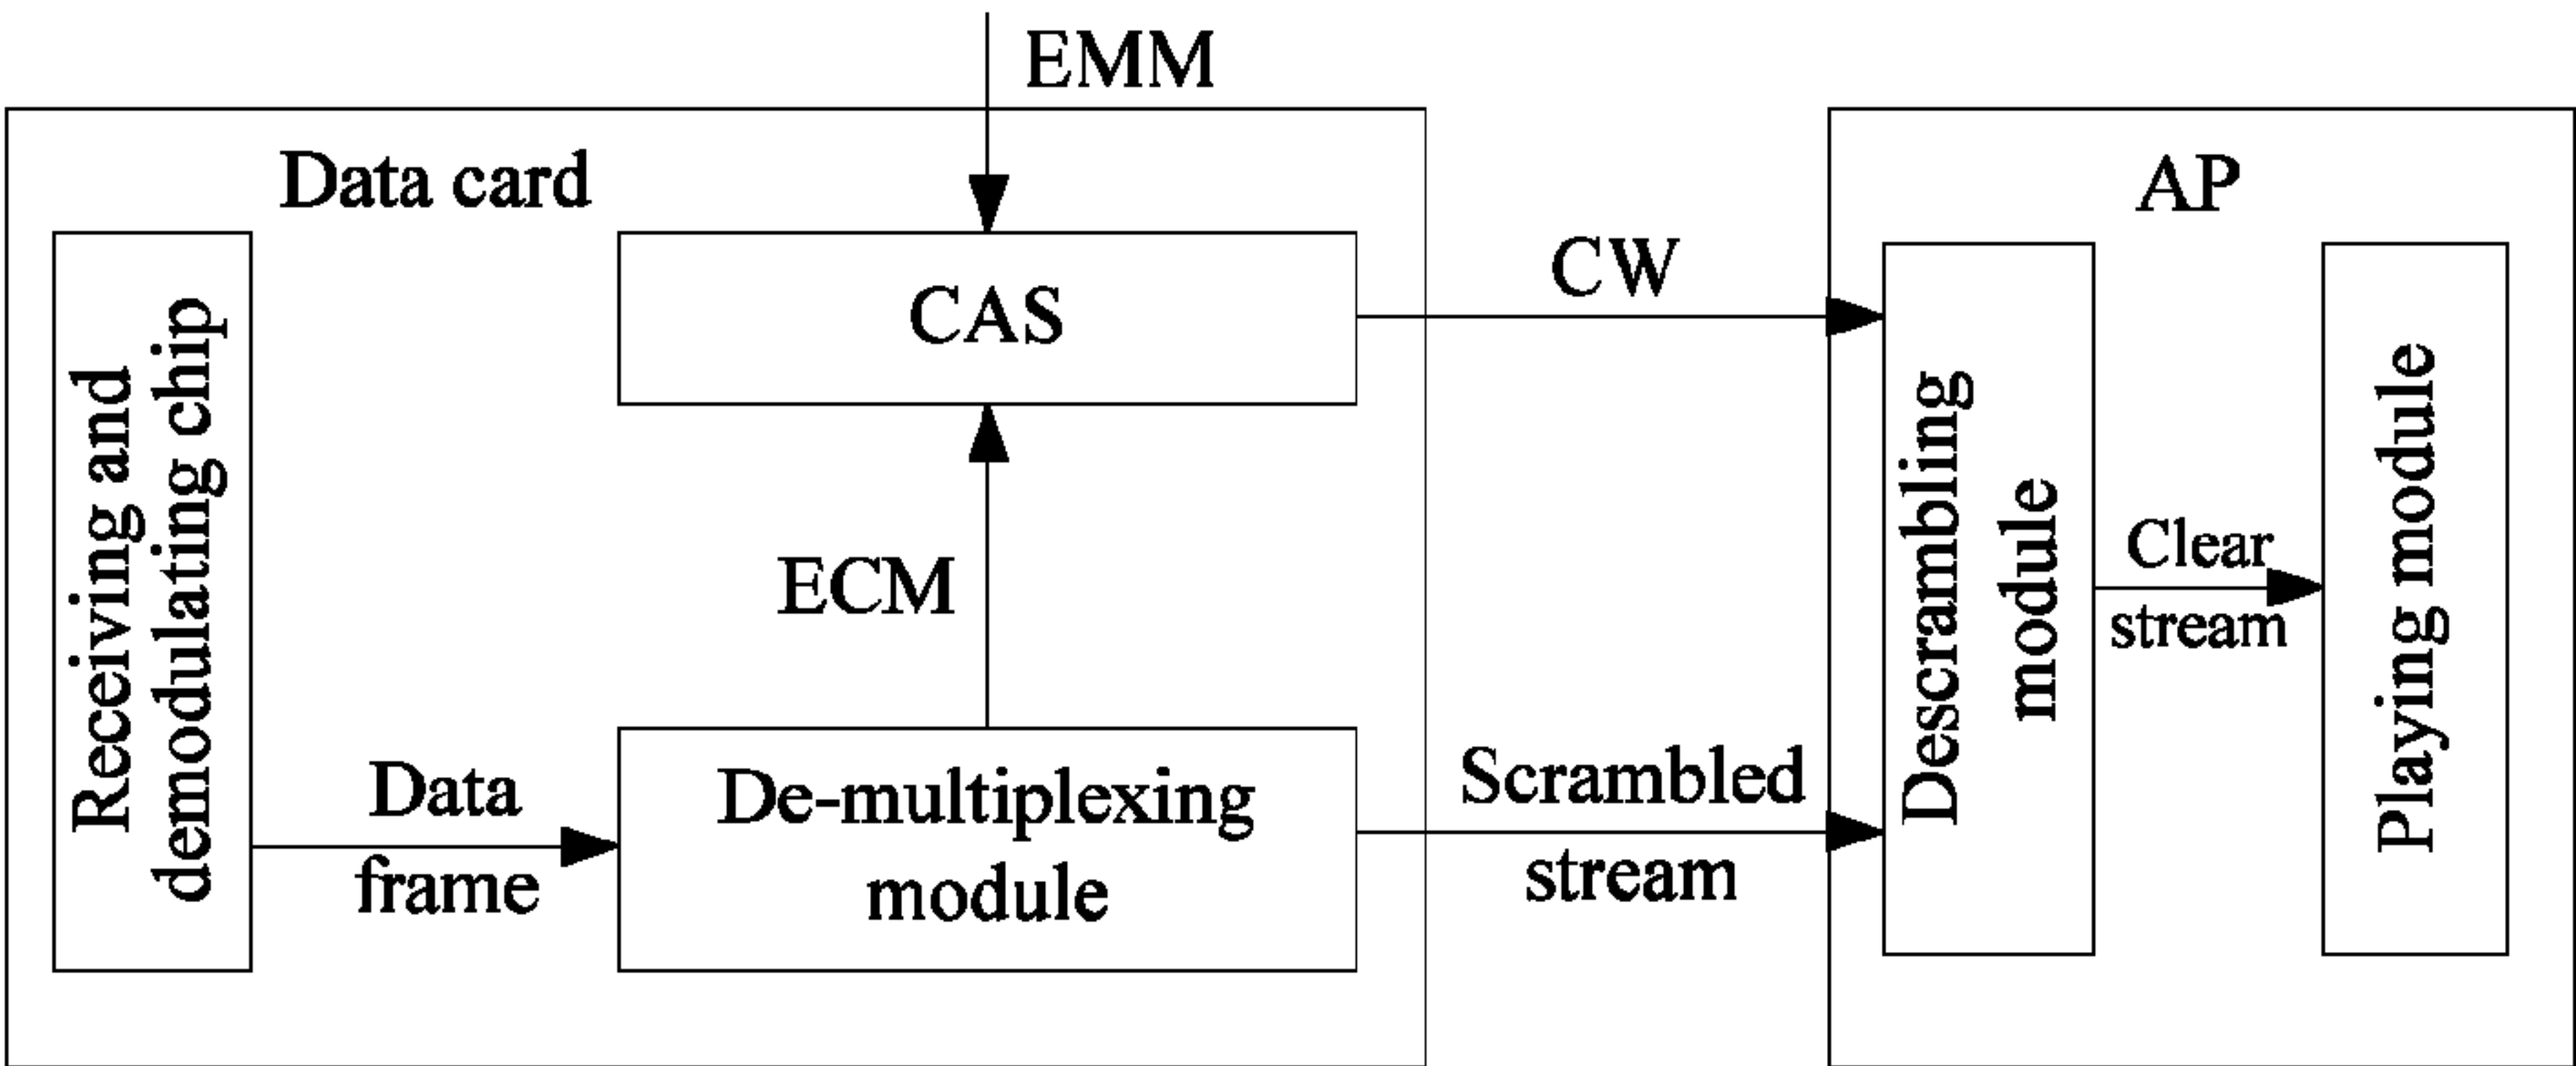 EMM
Data card
AP
Receiving and
demodulating chip
CAS
CW
ECM
Data
frame
De-multiplexing
module
Scrambled
stream
Descrambling
module
Clear
stream
Playing module